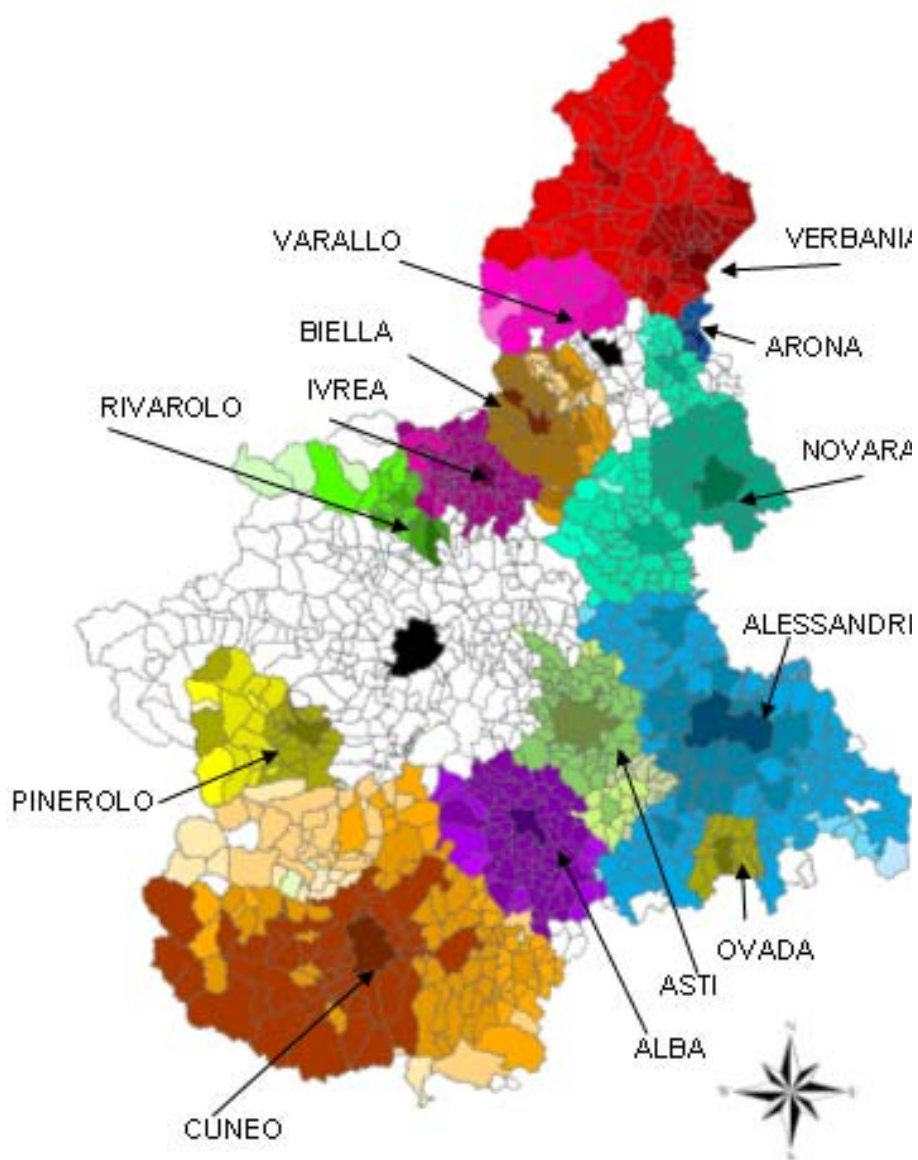 VARALLO
VERBANIA
BIELLA
ARONA
IVREA
RIVAROLO
NOVARA
ALESSANDRI
PINEROLO
OVADA
ASTI
ALBA
CUNEO